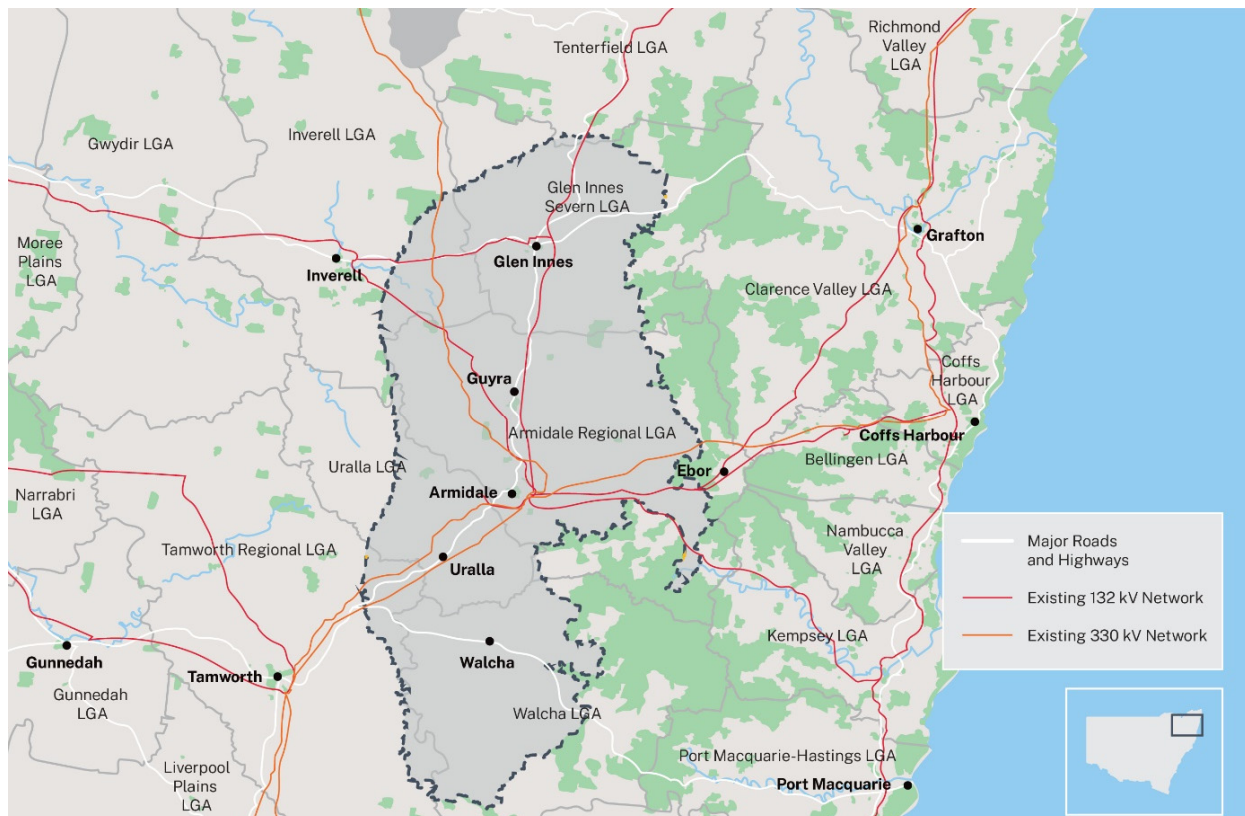 Richmond
Valley
LGA
Tenterfield LGA
Inverell LGA
Gwydir LGA
Glen Innes
Severn LGA
Moree
Plains
LGA
Grafton
Inverell
Glen Innes
Clarence Valley LGA
Coffs
Harbour
LGA
Guyra
Armidale Regional LGA
Coffs Harbour
Bellingen LGA
Uralla LGA
Ebor
Armidale
Narrabri
LGA
Tamworth Regional LGA
Nambucca
Valley
LGA
Uralla
Major Roads
and Highways
Existing 132 kV Network
Existing 330 kV Network
Kempsey LGA
Gunnedah
Walcha
Tamworth
Gunnedah
LGA
Walcha LGA
Port Macquarie-Hastings LGA
Liverpool
Plains
LGA
Port Macquarie